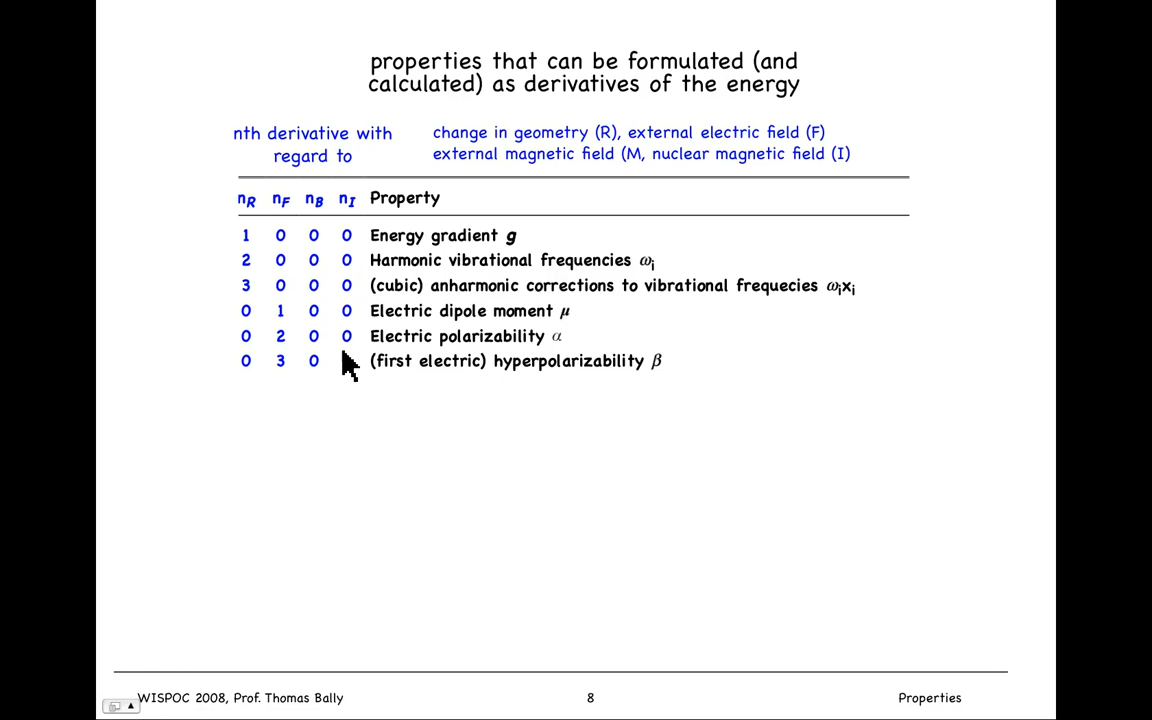 properties that can be formulated (and
calculated) as derivatives of the energy
nth derivative with
regard to
change in geometry (R), external electric field (F)
external magnetic field (M, nuclear magnetic field (I)
nR nF nB nI Property
1 0 0 0 Energy gradient g
2 0 0 0 Harmonic vibrational frequencies ωi
3 0 0 0 (cubic) anharmonic corrections to vibrational frequecies ωixi
0 1 0 0 Electric dipole moment μ
0 2 0 0 Electric polarizability α
0 3 0 (first electric) hyperpolarizability β
WISPOC 2008, Prof. Thomas Bally 8 Properties